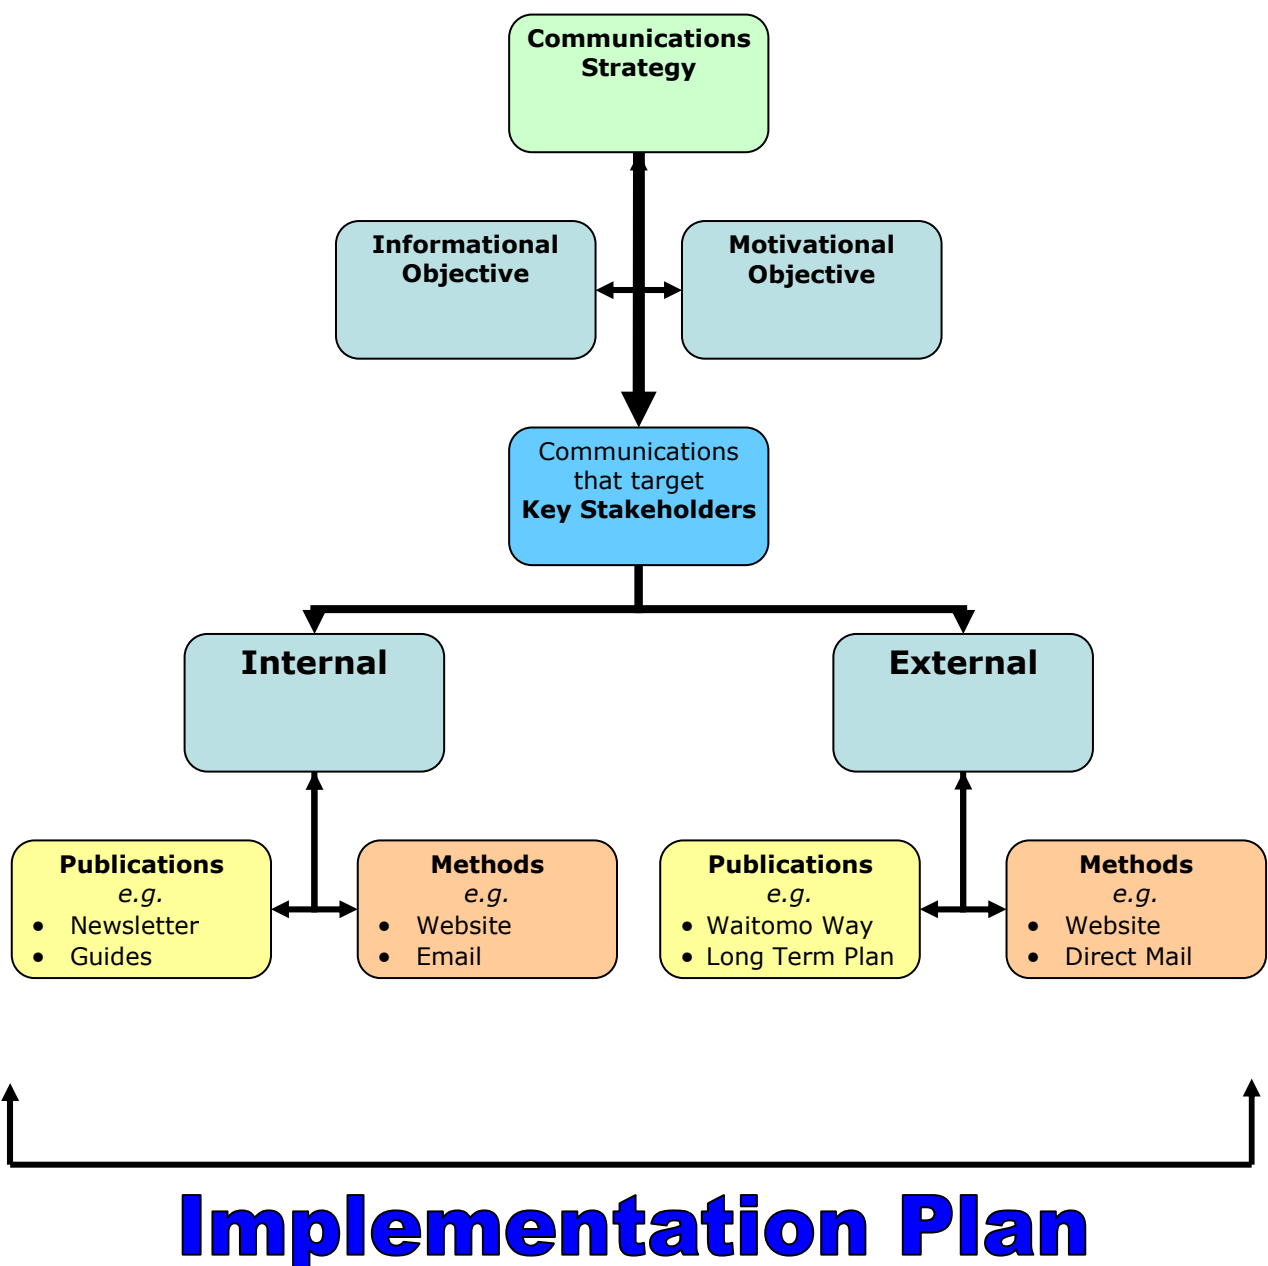 Communications
Strategy
Informational
Objective
Motivational
Objective
Communications
that target
Key Stakeholders
Internal
External
Publications
e.g.
• Newsletter
• Guides
Methods
e.g.
• Website
• Email
Publications
e.g.
• Waitomo Way
• Long Term Plan
Methods
e.g.
• Website
• Direct Mail
Implementation Plan